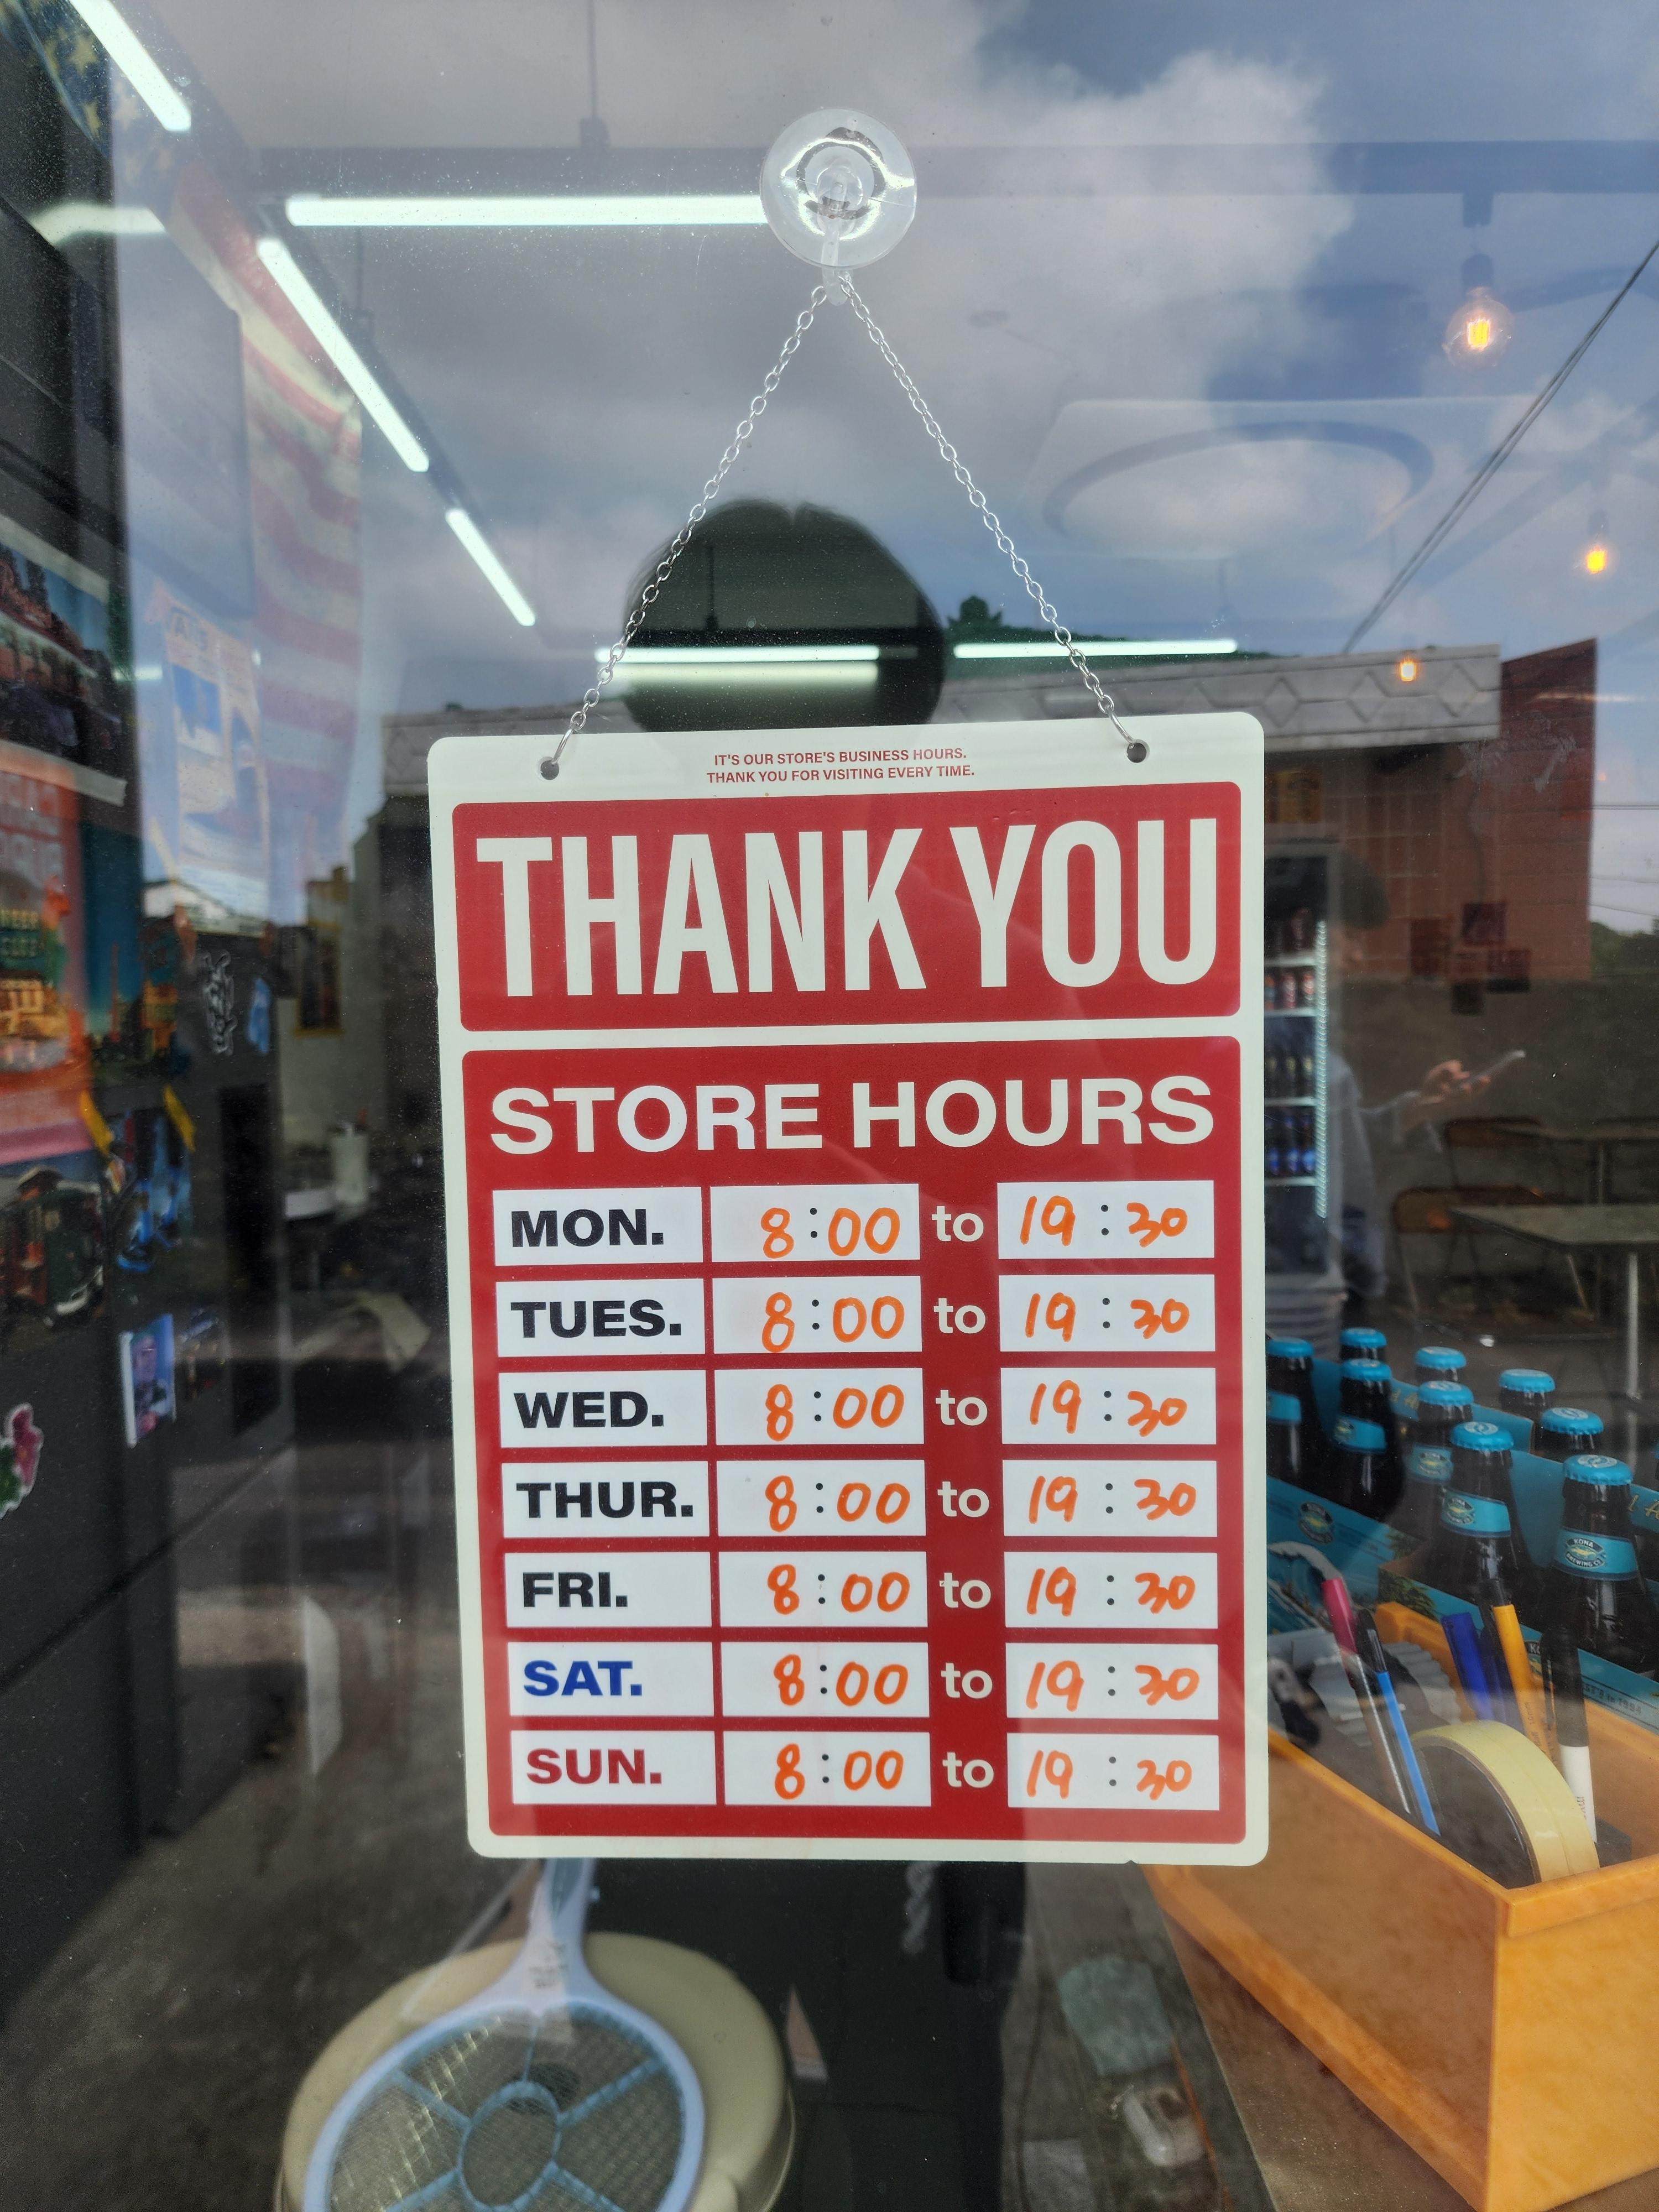 IT'S OUR STORE'S BUSINESS HOURS.
THANK YOU FOR VISITING EVERY TIME.
THANK YOU
STORE HOURS
MON. 8:00 to 19:30
TUES. 8:00 to 19:30
WED. 8:00 to 19:30
THUR. 8:00 to 19:30
FRI. 8:00 to 19:30
SAT. 8:00 to 19:30
SUN. 8:00 to 19:30
KONA
BREWING CO